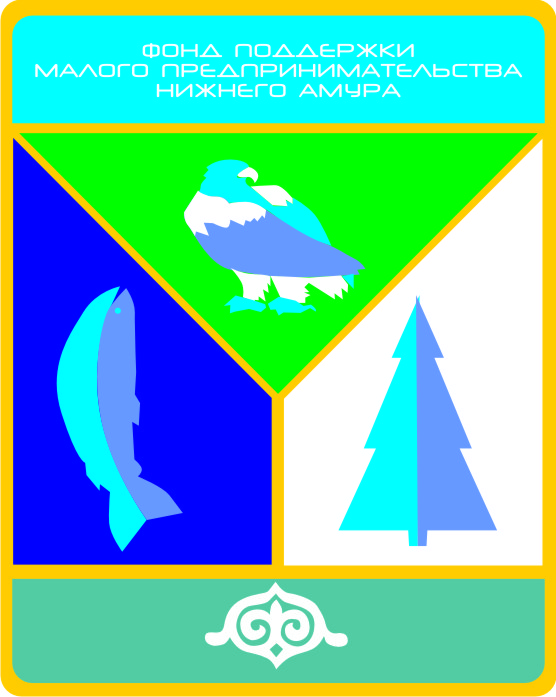 ФОНД ПОДДЕРЖКИ
МАЛОГО ПРЕДПРИНИМАТЕЛЬСТВА
НИЖНЕГО АМУРА